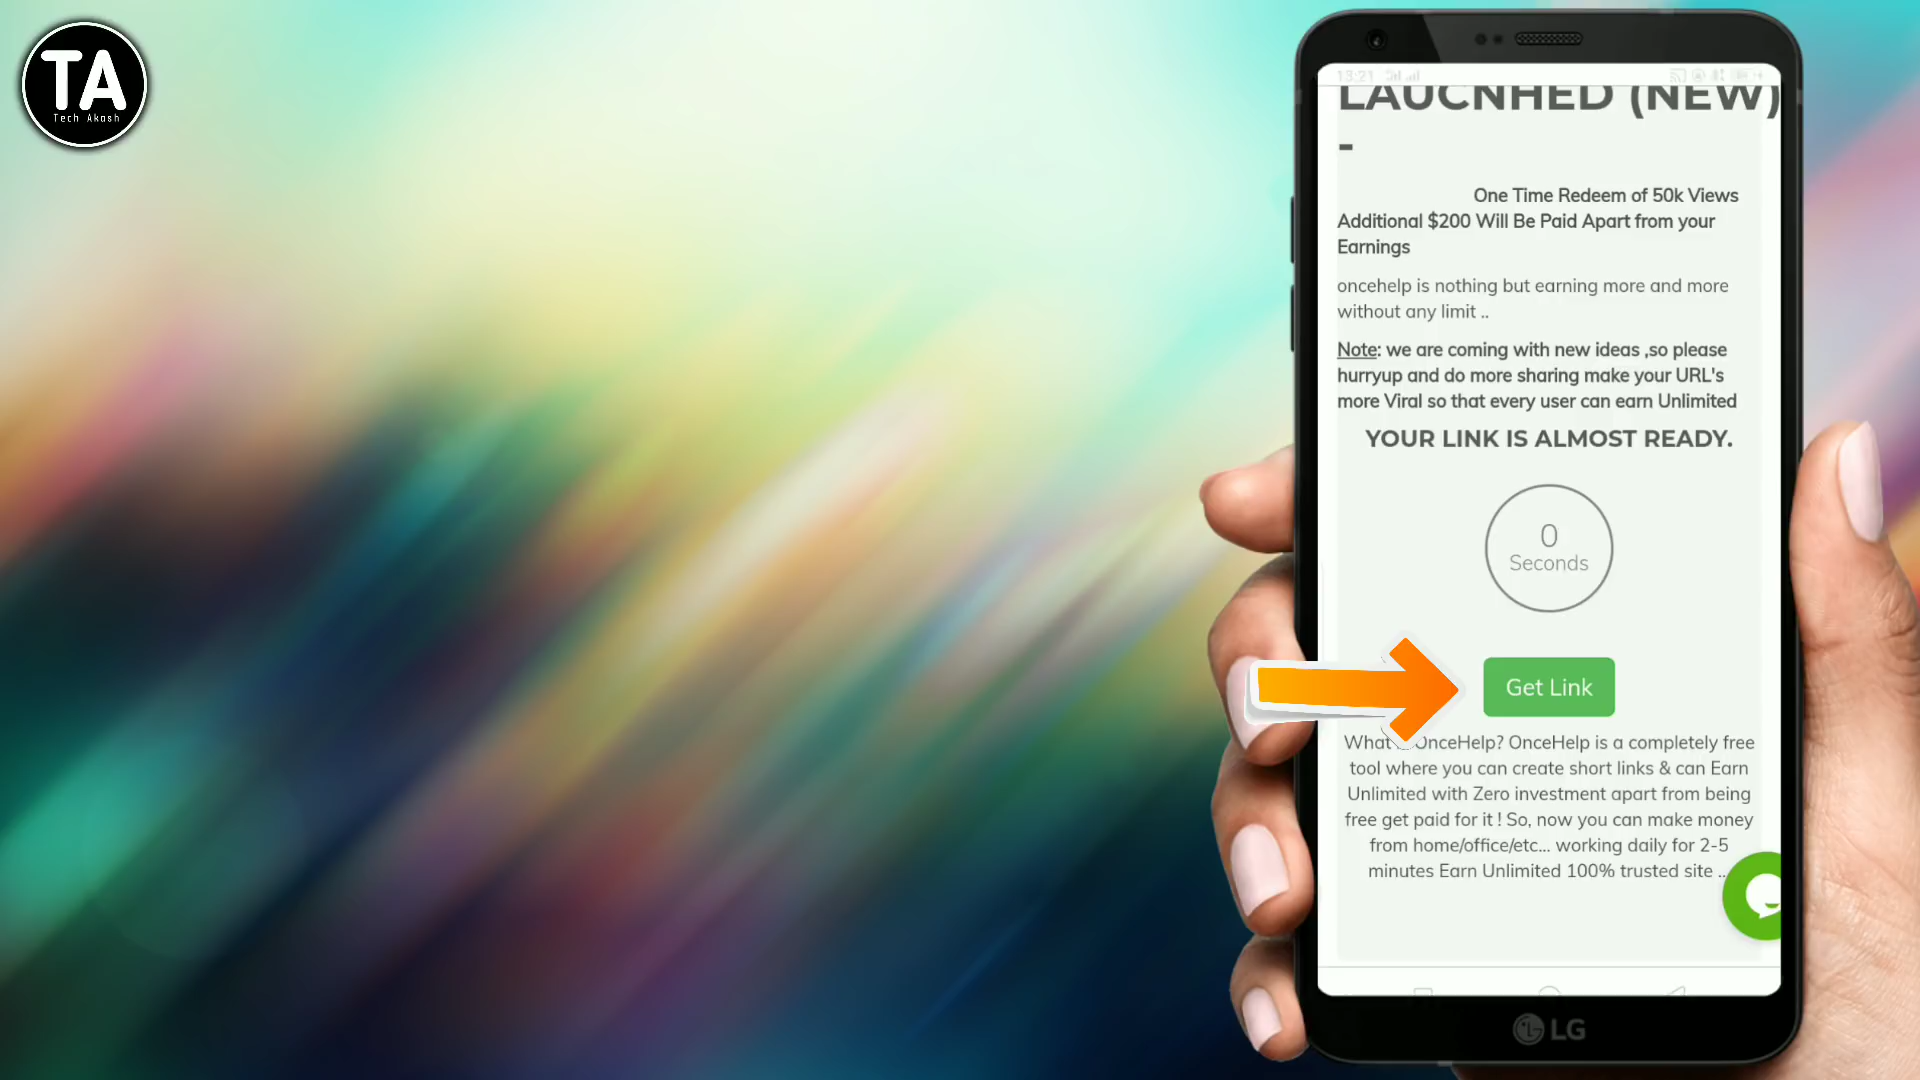 TA
Tech Akash
13:21
LAUCNHED (NEW)
-
One Time Redeem of 50k Views
Additional $200 Will Be Paid Apart from your
Earnings
oncehelp is nothing but earning more and more
without any limit ..
Note: we are coming with new ideas ,so please
hurryup and do more sharing make your URL's
more Viral so that every user can earn Unlimited
YOUR LINK IS ALMOST READY.
0
Seconds
Get Link
What OnceHelp? OnceHelp is a completely free
tool where you can create short links & can Earn
Unlimited with Zero investment apart from being
free get paid for it ! So, now you can make money
from home/office/etc... working daily for 2-5
minutes Earn Unlimited 100% trusted site ..
LG